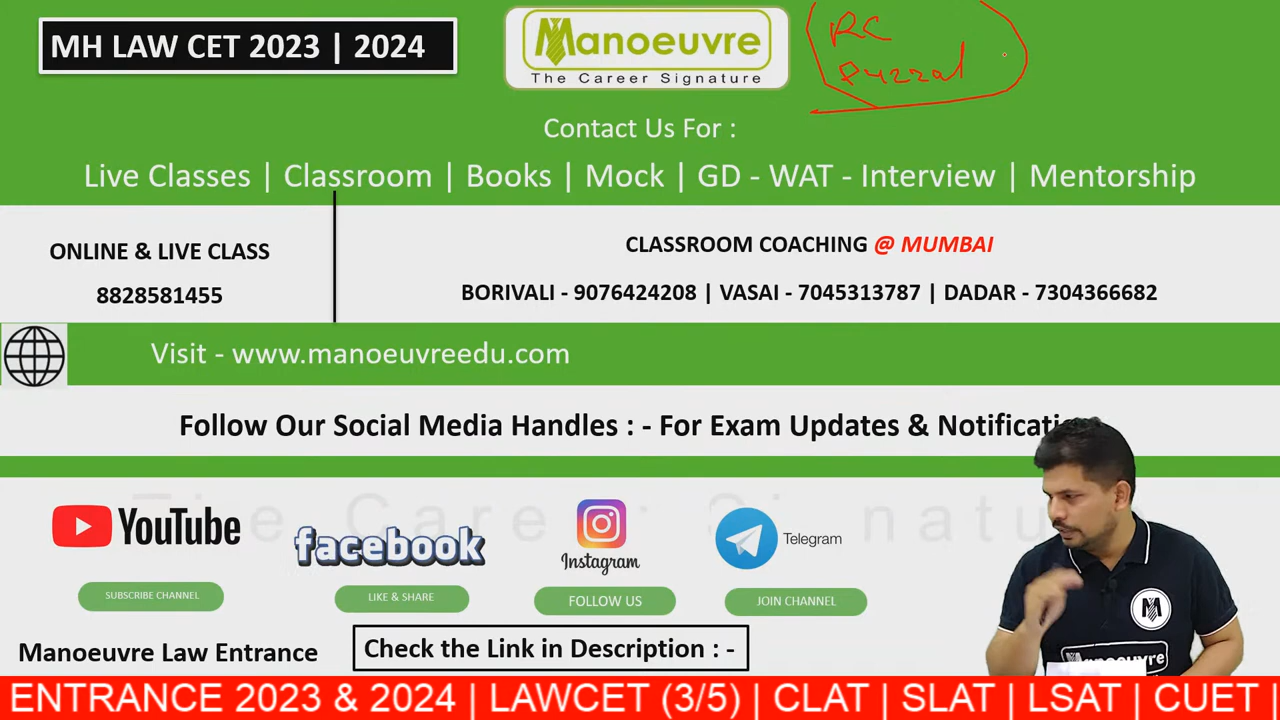 MH LAW CET 2023 | 2024
Manoeuvre
The Career Signature
RC
Puzzal
Contact Us For :
Live Classes | Classroom | Books | Mock | GD - WAT - Interview | Mentorship
ONLINE & LIVE CLASS
8828581455
CLASSROOM COACHING @ MUMBAI
BORIVALI - 9076424208 | VASAI - 7045313787 | DADAR - 7304366682
Visit - www.manoeuvreedu.com
Follow Our Social Media Handles : - For Exam Updates & Notificati
YouTube
facebook
Instagram
Telegram
SUBSCRIBE CHANNEL
LIKE & SHARE
FOLLOW US
JOIN CHANNEL
Manoeuvre Law Entrance
Check the Link in Description : -
M
Manoeuvre
ENTRANCE 2023 & 2024 | LAWCET (3/5) | CLAT | SLAT | LSAT | CUET |